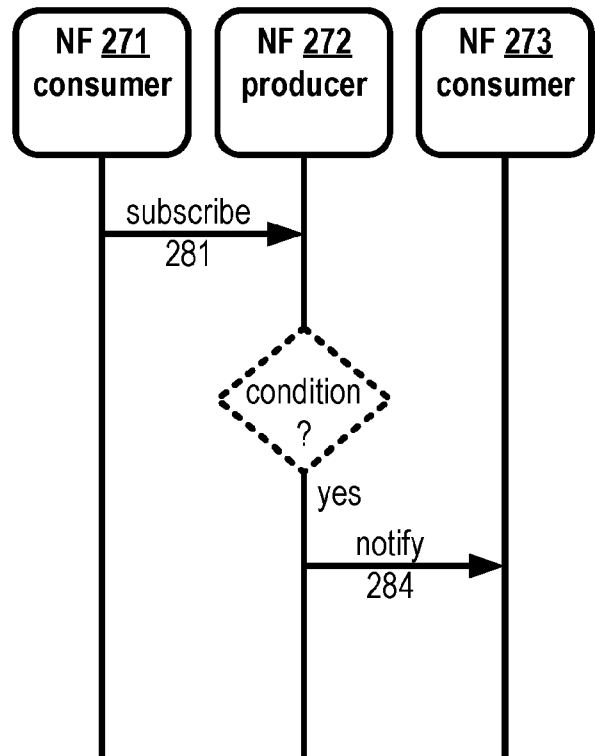 NF 271
consumer
NF 272
producer
NF 273
consumer
subscribe
281
condition
?
yes
notify
284